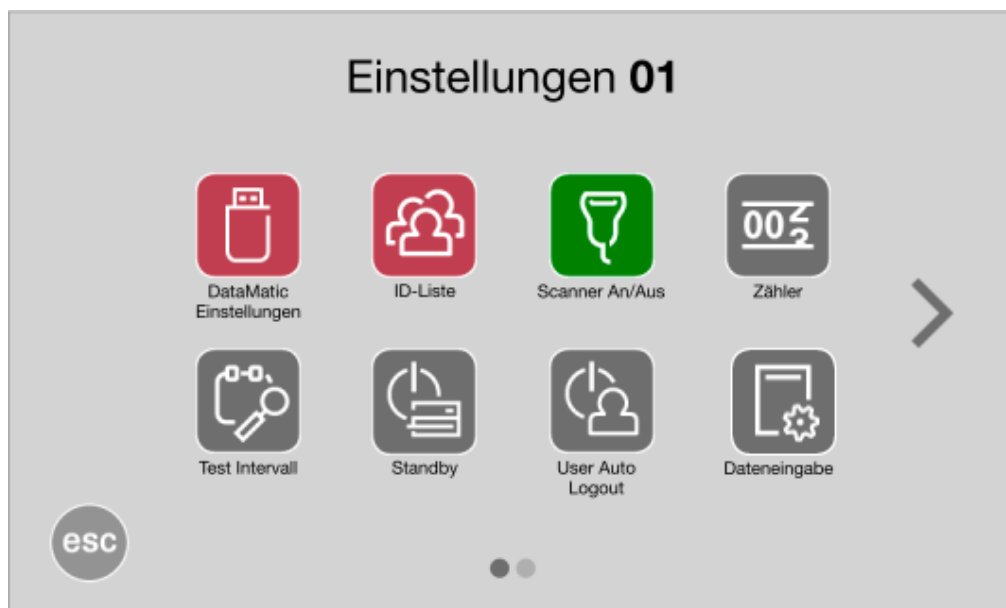 Einstellungen 01
DataMatic
Einstellungen
ID-Liste
Scanner An/Aus
Zähler
Test Intervall
Standby
User Auto
Logout
Dateneingabe
esc